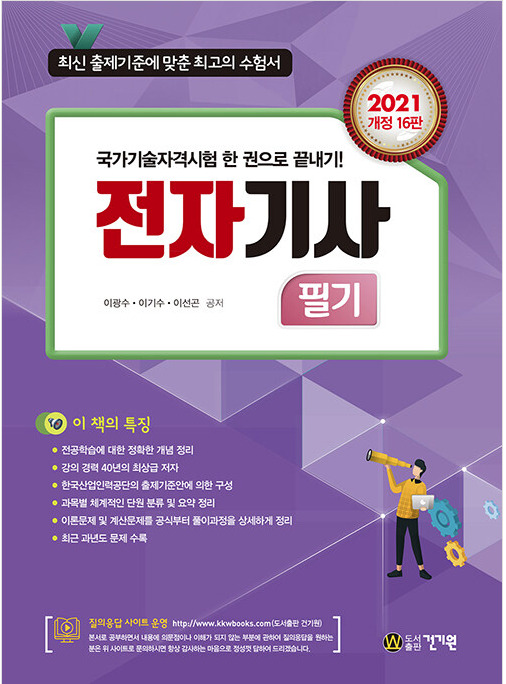 최신 출제기준에 맞춘 최고의 수험서
2021
개정 16판
국가기술자격시험 한 권으로 끝내기!
전자기사
필기
이광수 • 이기수 • 이선곤 공저
이 책의 특징
• 전공학습에 대한 정확한 개념 정리
• 강의 경력 40년의 최상급 저자
• 한국산업인력공단의 출제기준안에 의한 구성
• 과목별 체계적인 단원 분류 및 요약 정리
• 이론문제 및 계산문제를 공식부터 풀이과정을 상세하게 정리
• 최근 과년도 문제 수록
질의응답 사이트 운영 http://www.kkwbooks.com(도서출판 건기원)
본서로 공부하면서 내용에 의문점이나 이해가 되지 않는 부분에 관하여 질의응답을 원하는
분은 위 사이트로 문의하시면 항상 감사하는 마음으로 정성껏 답하여 드리겠습니다.
도서
출판 건기원